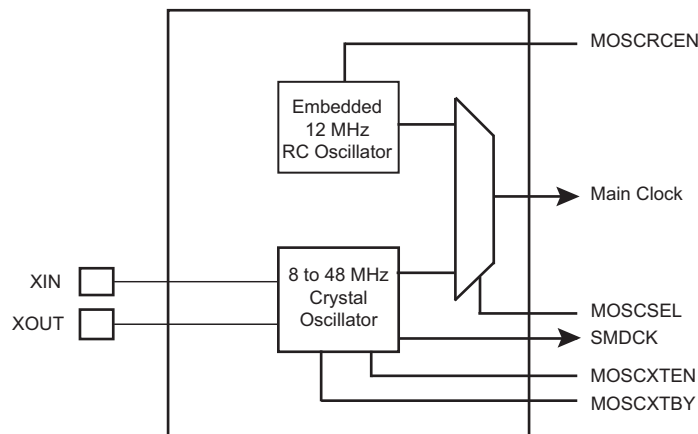 MOSCRCEN
Embedded
12 MHz
RC Oscillator
Main Clock
XIN
8 to 48 MHz
Crystal
Oscillator
XOUT
MOSCSEL
SMDCK
MOSCXTEN
MOSCXTBY